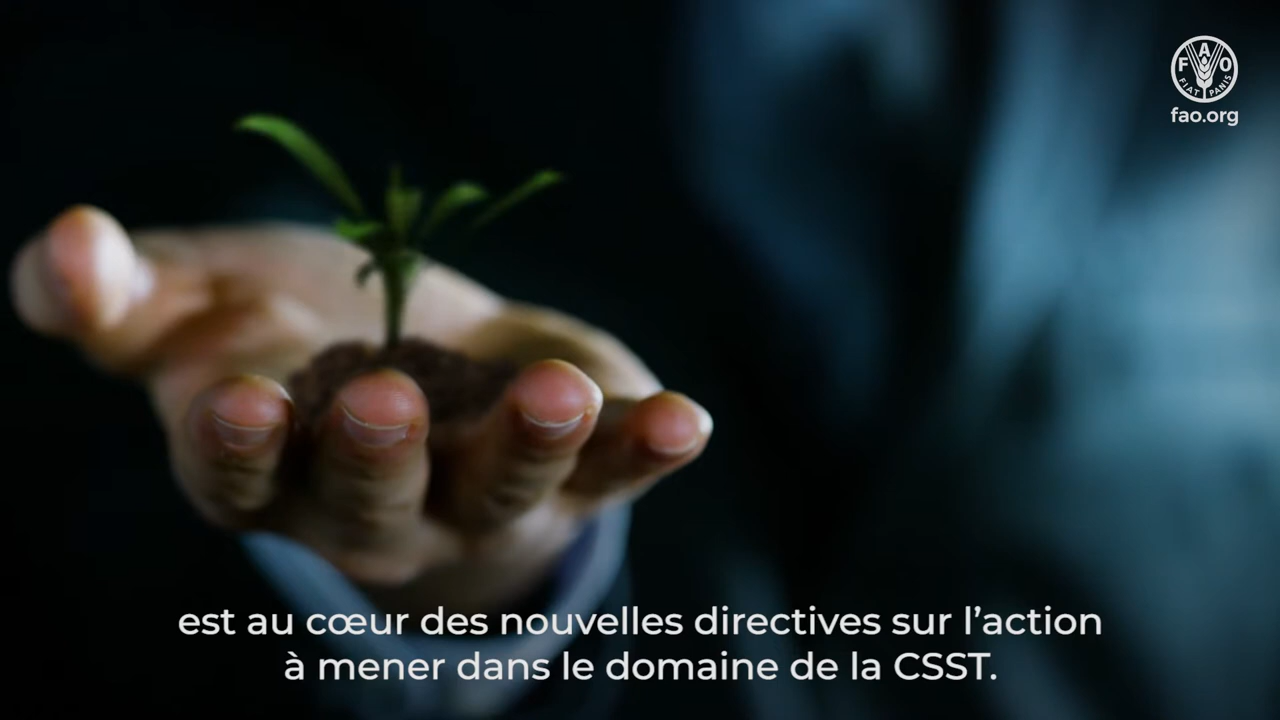 FAO
FIAT PANIS
fao.org
est au cœur des nouvelles directives sur l’action
à mener dans le domaine de la CSST.